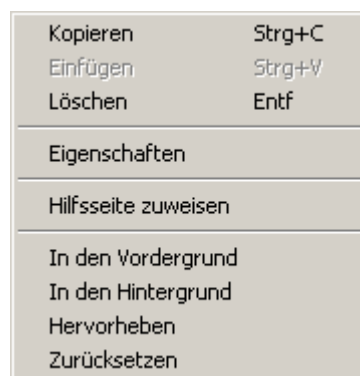 Kopieren Strg+C
Einfügen Strg+V
Löschen Entf
Eigenschaften
Hilfsseite zuweisen
In den Vordergrund
In den Hintergrund
Hervorheben
Zurücksetzen